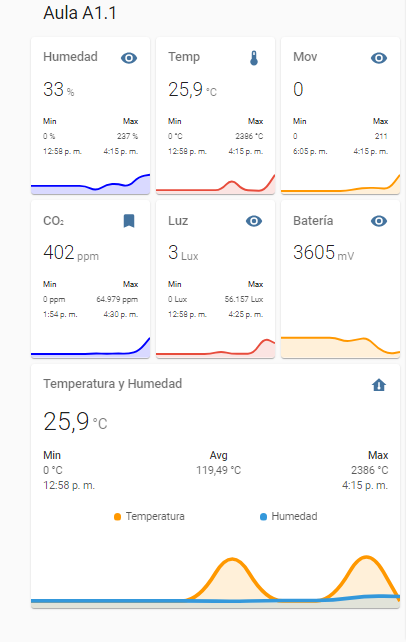 Aula A1.1
Humedad Temp Mov
33 % 25,9 °C 0
Min Max Min Max Min Max
0 % 237 % 0 °C 2386 °C 0 211
12:58 p. m. 4:15 p. m. 12:58 p. m. 4:15 p. m. 6:05 p. m. 4:15 p. m.
CO₂ Luz Batería
402 ppm 3 Lux 3605 mV
Min Max Min Max
0 ppm 64.979 ppm 0 Lux 56.157 Lux
1:54 p. m. 4:30 p. m. 12:58 p. m. 4:25 p. m.
Temperatura y Humedad
25,9 °C
Min Avg Max
0 °C 119,49 °C 2386 °C
12:58 p. m. 4:15 p. m.
Temperatura Humedad